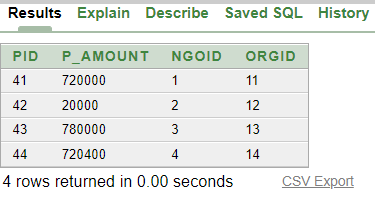 Results Explain Describe Saved SQL History
PID P_AMOUNT NGOID ORGID
41 720000 1 11
42 20000 2 12
43 780000 3 13
44 720400 4 14
4 rows returned in 0.00 seconds CSV Export